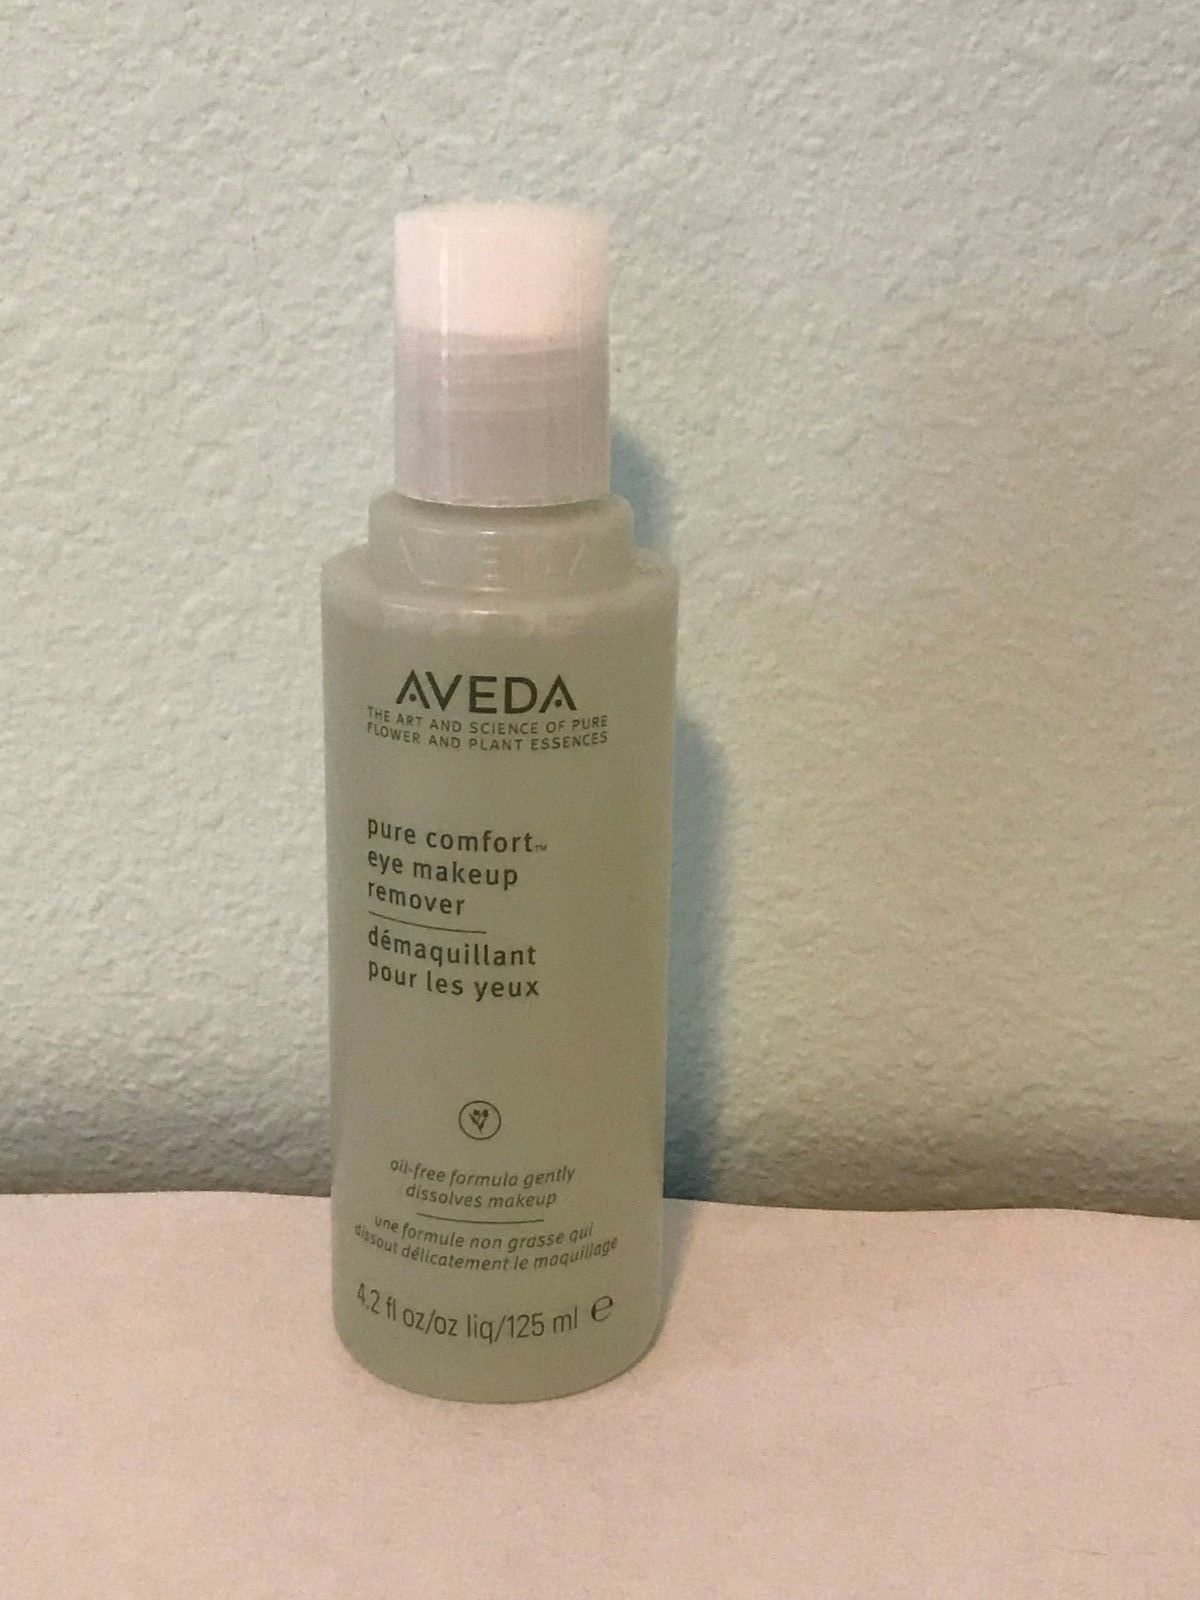 AVEDA
THE ART AND SCIENCE OF PURE
FLOWER AND PLANT ESSENCES
pure comfort™
eye makeup
remover
démaquillant
pour les yeux
oil-free formula gently
dissolves makeup
une formule non grasse qui
dissout délicatement le maquillage
4.2 fl oz/oz liq/125 ml ℮